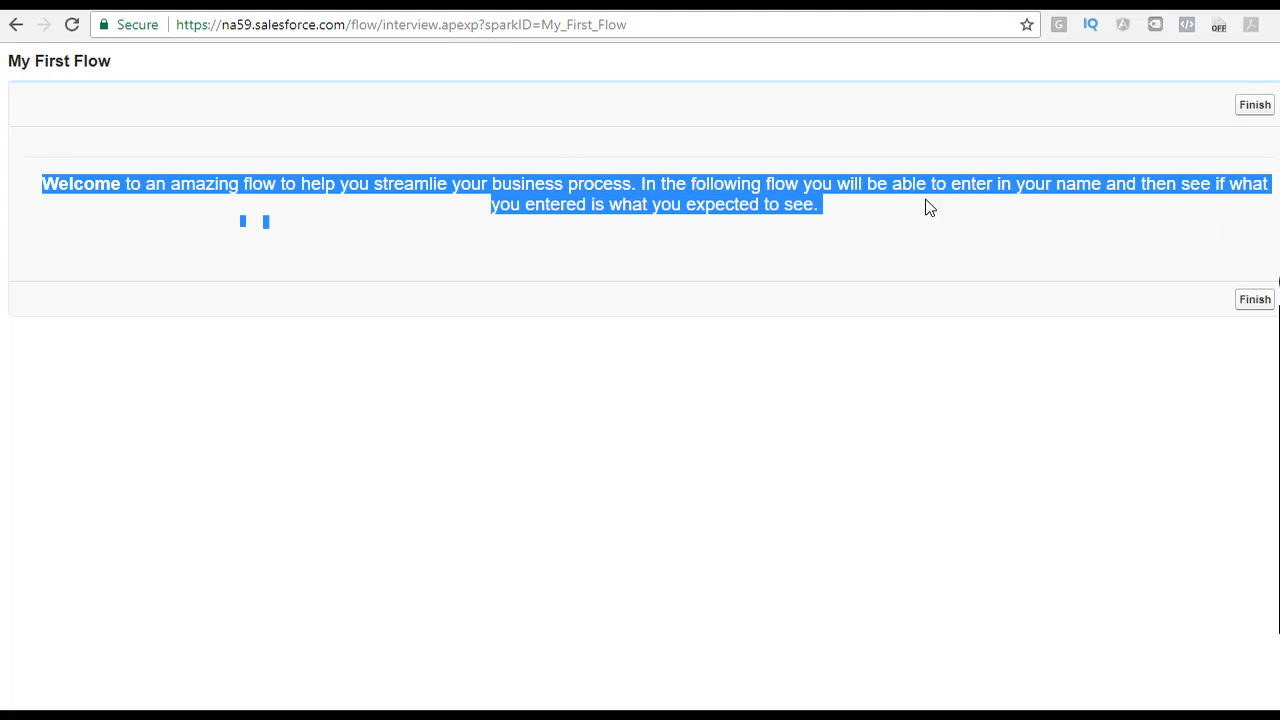 Secure https://na59.salesforce.com/flow/interview.apexp?sparkID=My_First_Flow
G IQ OFF
My First Flow
Finish
Welcome to an amazing flow to help you streamlie your business process. In the following flow you will be able to enter in your name and then see if what
you entered is what you expected to see.
Finish